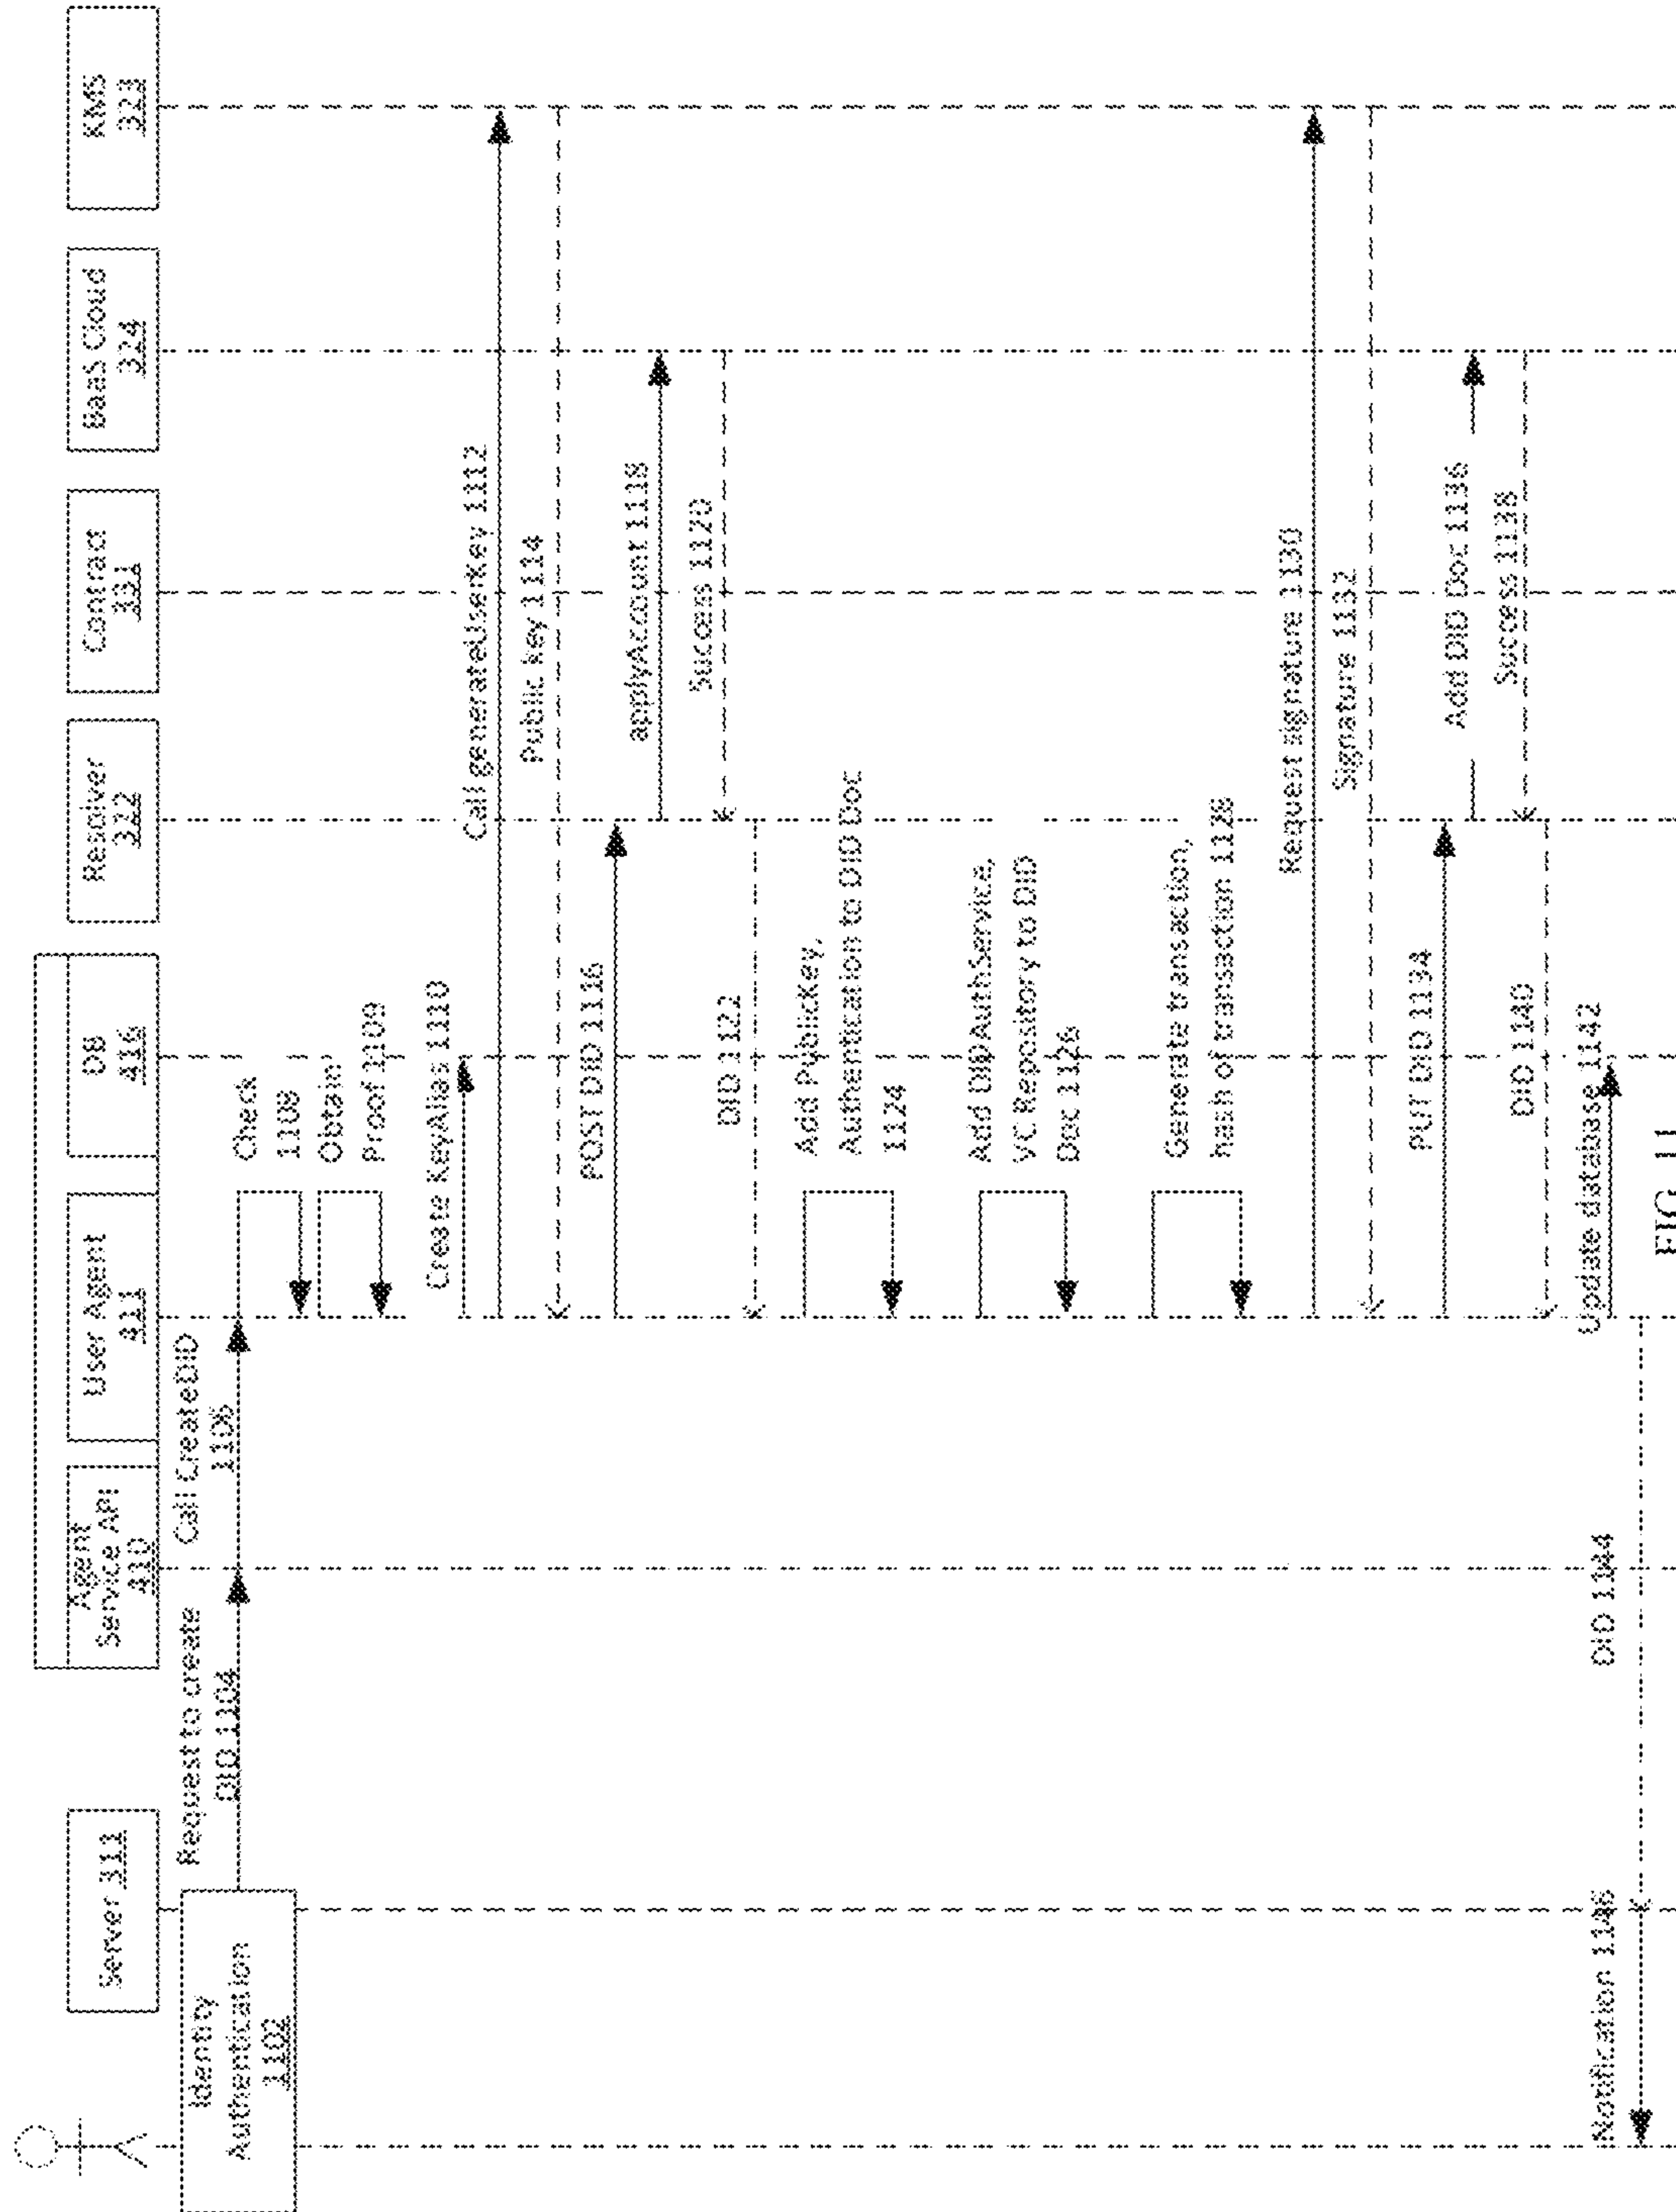 Server 311
Agent
Service API
410
User Agent
411
DB
416
Resolver
322
Contract
331
BaaS Cloud
324
KMS
323
Identity
Authentication
1102
Request to create
DID 1104
Call CreateDID
1106
Check
1108
Obtain
Proof 1109
Create KeyAlias 1110
Call generateUserKey 1112
Public key 1114
POST DID 1116
applyAccount 1118
Success 1120
DID 1122
Add PublicKey,
Authentication to DID Doc
1124
Add DIDAuthService,
VC Repository to DID
Doc 1126
Generate transaction,
hash of transaction 1128
Request signature 1130
Signature 1132
PUT DID 1134
Add DID Doc 1136
Success 1138
DID 1140
Update database 1142
DID 1144
Notification 1146
FIG. 11